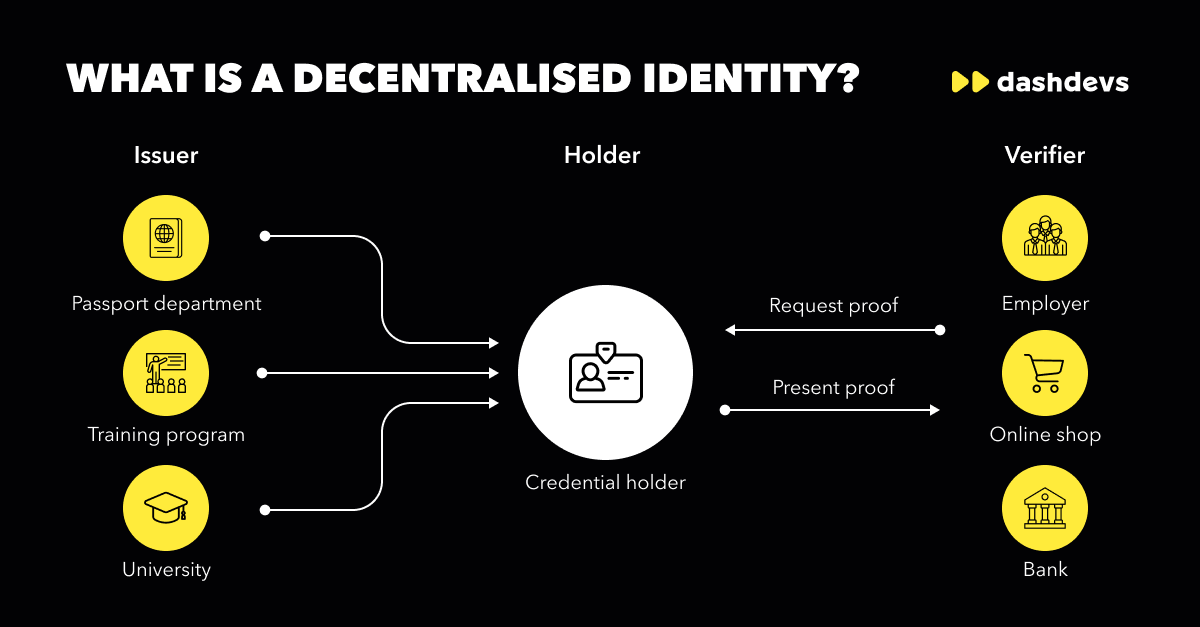 WHAT IS A DECENTRALISED IDENTITY?
dashdevs
Issuer
Holder
Verifier
Passport department
Training program
University
Credential holder
Request proof
Present proof
Employer
Online shop
Bank